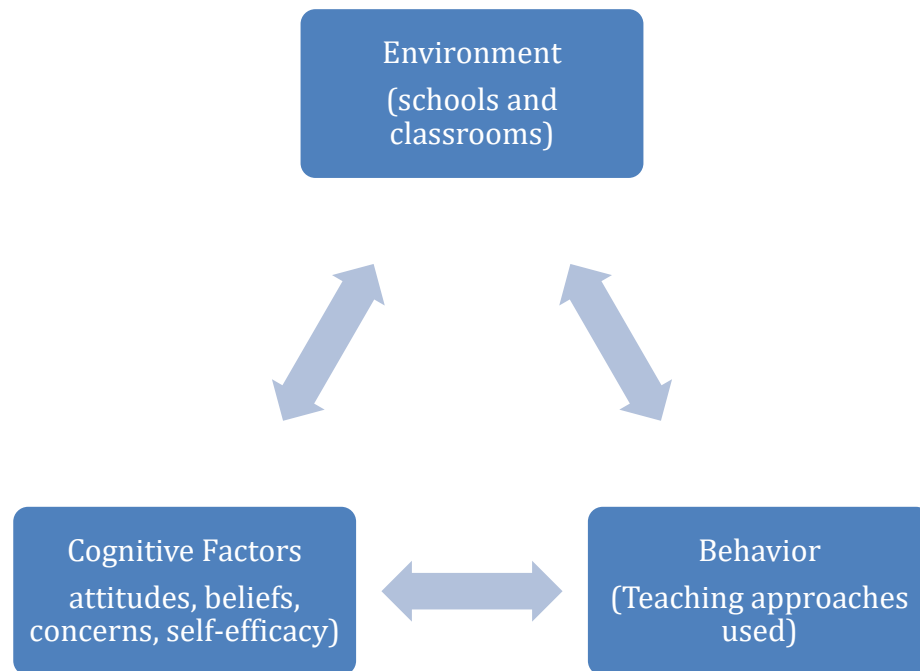 Environment
(schools and
classrooms)
Cognitive Factors
attitudes, beliefs,
concerns, self-efficacy)
Behavior
(Teaching approaches
used)